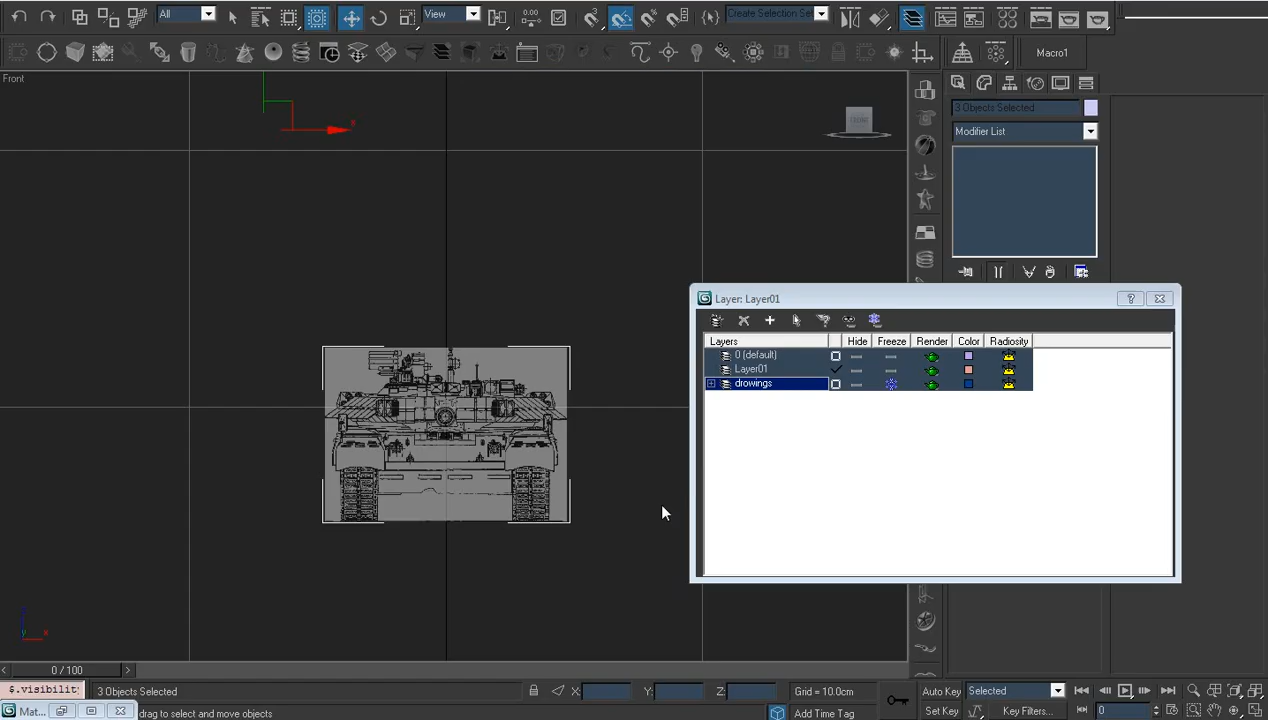 All
View
Create Selection Set
Macro1
Front
3 Objects Selected
Modifier List
Layer: Layer01
Layers Hide Freeze Render Color Radiosity
0 (default)
Layer01
drowings
0 / 100
$.visibilit
3 Objects Selected
X:
Y:
Z:
Grid = 10.0cm
Auto Key
Selected
Mat...
drag to select and move objects
Add Time Tag
Set Key
Key Filters...
0